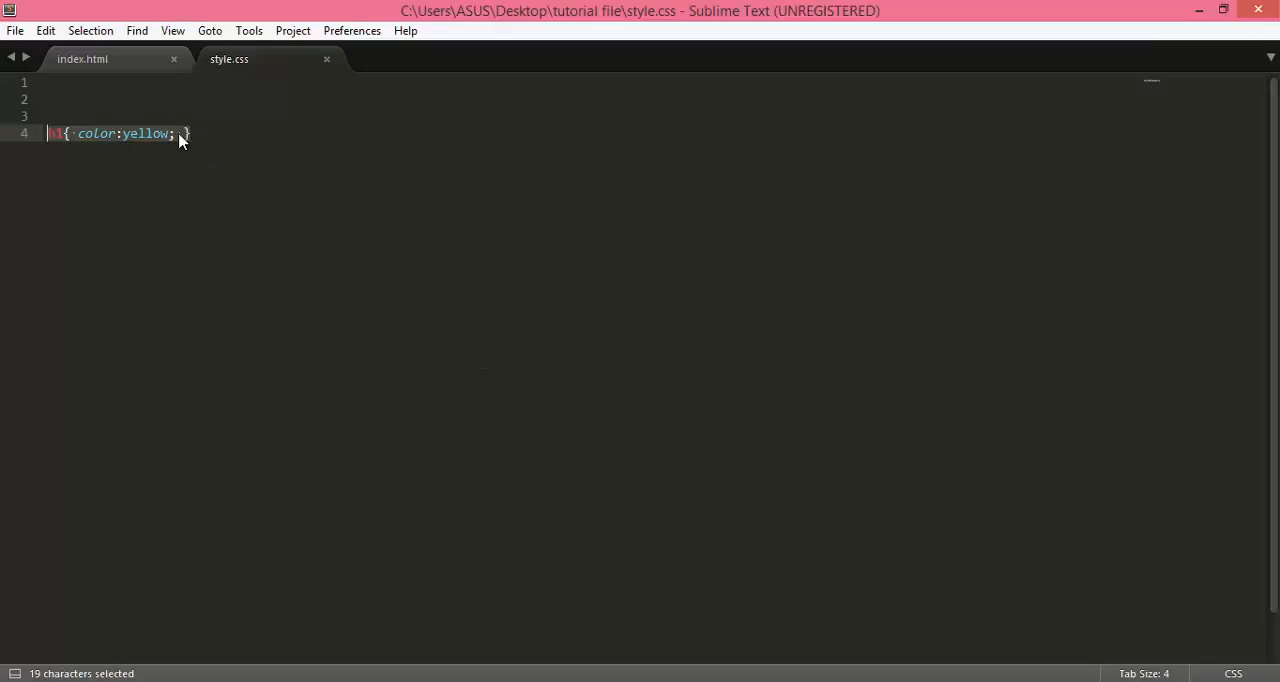 C:\Users\ASUS\Desktop\tutorial file\style.css - Sublime Text (UNREGISTERED)
File Edit Selection Find View Goto Tools Project Preferences Help
index.html style.css
1
2
3
4 h1{ color:yellow; }
19 characters selected Tab Size: 4 CSS